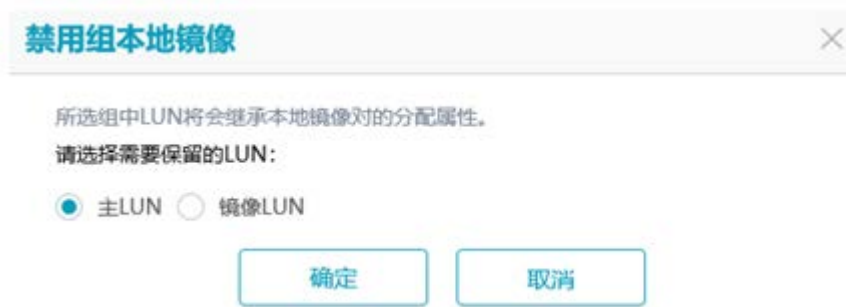 禁用组本地镜像
所选组中LUN将会继承本地镜像对的分配属性。
请选择需要保留的LUN：
主LUN 镜像LUN
确定 取消